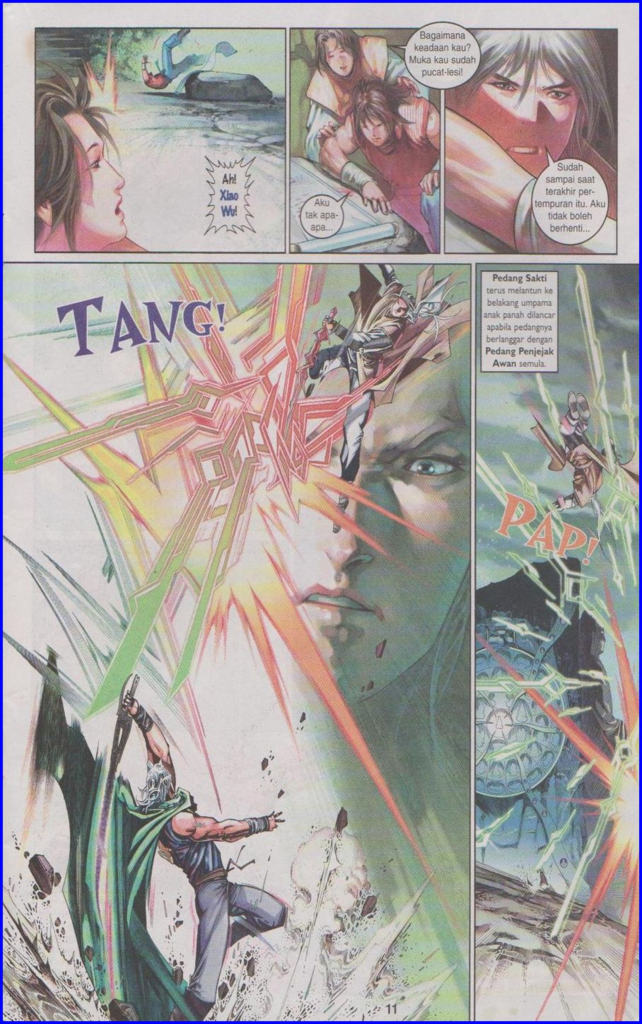 Ah!
Xiao
Wu!
Bagaimana
keadaan kau?
Muka kau sudah
pucat-lesi!
Aku
tak apa-
apa...
Sudah
sampai saat
terakhir per-
tempuran itu. Aku
tidak boleh
berhenti...
TANG!
Pedang Sakti
terus melantun ke
belakang umpama
anak panah dilancar
apabila pedangnya
berlanggar dengan
Pedang Penjejak
Awan semula.
PAP!
11